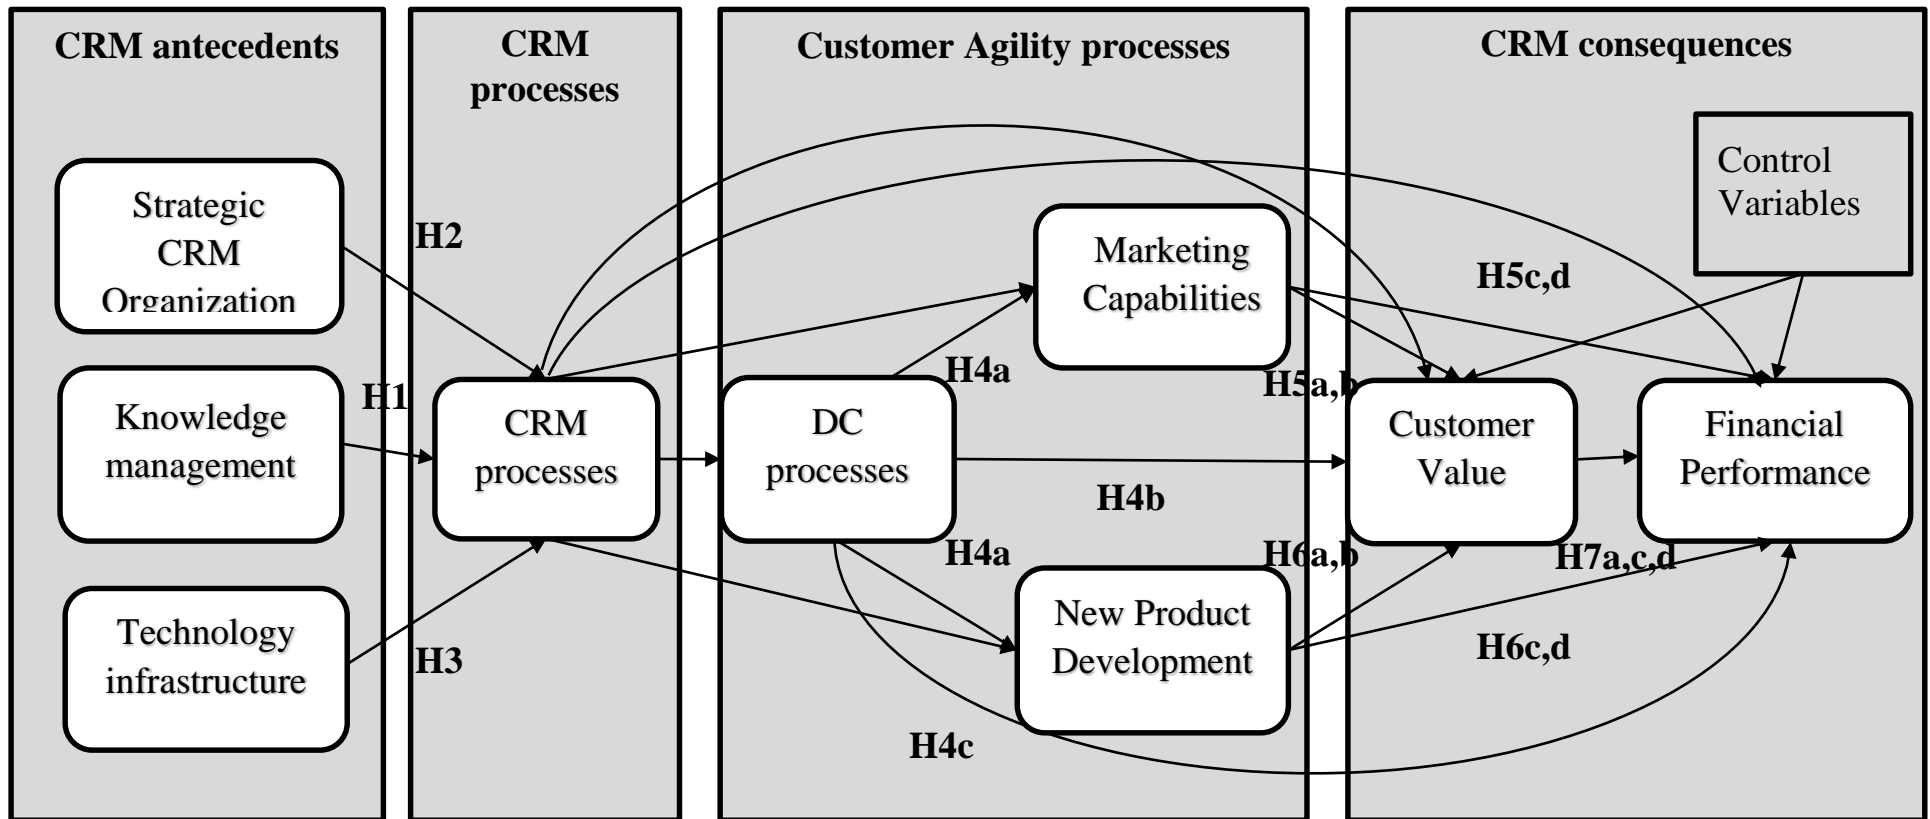 CRM antecedents
CRM
processes
Customer Agility processes
CRM consequences
Control
Variables
Strategic
CRM
Organization
H2
Marketing
Capabilities
H5c,d
H4a
H5a,b
H1
Knowledge
management
CRM
processes
DC
processes
Customer
Value
Financial
Performance
H4b
H4a
H6a,b
H7a,c,d
Technology
infrastructure
H3
New Product
Development
H6c,d
H4c